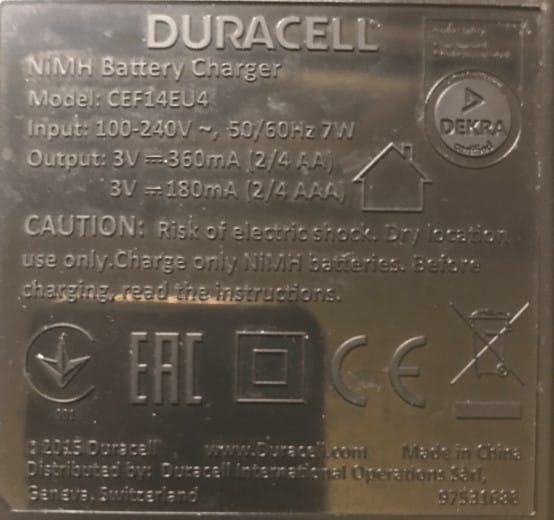 DURACELL
NiMH Battery Charger
Model: CEF14EU4
Input: 100-240V ~, 50/60Hz 7W
Output: 3V ⎓ 360mA (2/4 AA)
3V ⎓ 180mA (2/4 AAA)
DEKRA
Certified
CAUTION: Risk of electric shock. Dry location
use only.Charge only NiMH batteries. Before
charging, read the instructions.
EAC
CE
© 2015 Duracell www.Duracell.com Made in China
Distributed by: Duracell International Operations Sàrl,
Geneva, Switzerland